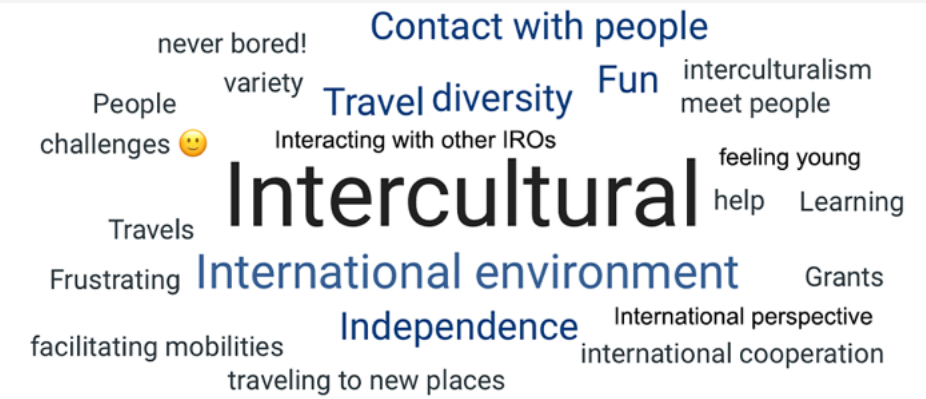 Contact with people
never bored!
variety
Travel
diversity
Fun
interculturalism
meet people
People
challenges 🙂
Interacting with other IROs
feeling young
Intercultural
help
Learning
Travels
Frustrating
International environment
Grants
Independence
International perspective
facilitating mobilities
international cooperation
traveling to new places